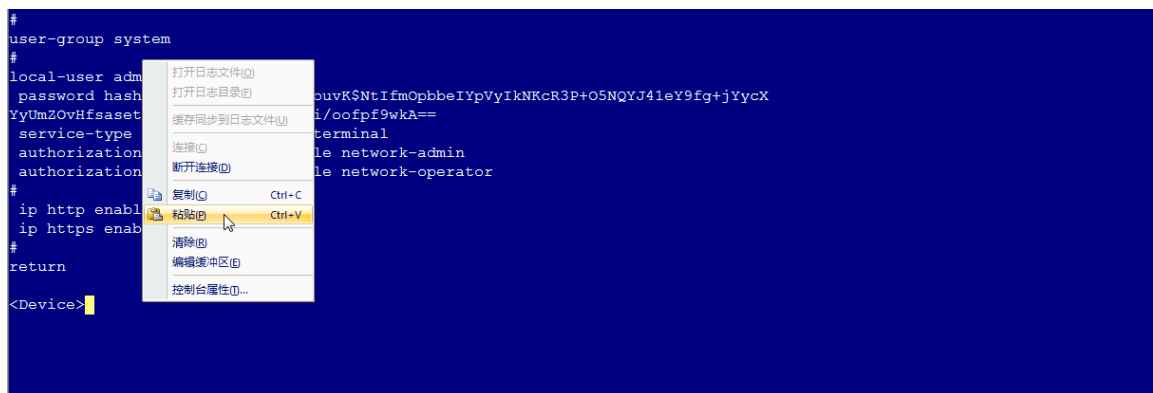 #
user-group system
#
local-user adm
password hash ouvK$NtIfmOpbbeIYpVyIkNKcR3P+O5NQYJ41eY9fg+jYycX
YyUmZOvHfsaset i/oofpf9wkA==
service-type terminal
authorization le network-admin
authorization le network-operator
#
ip http enabl
ip https enab
#
return
<Device>
打开日志文件(O)
打开日志目录(F)
缓存同步到日志文件(U)
连接(C)
断开连接(D)
复制(C) Ctrl+C
粘贴(P) Ctrl+V
清除(R)
编辑缓冲区(E)
控制台属性(T)...